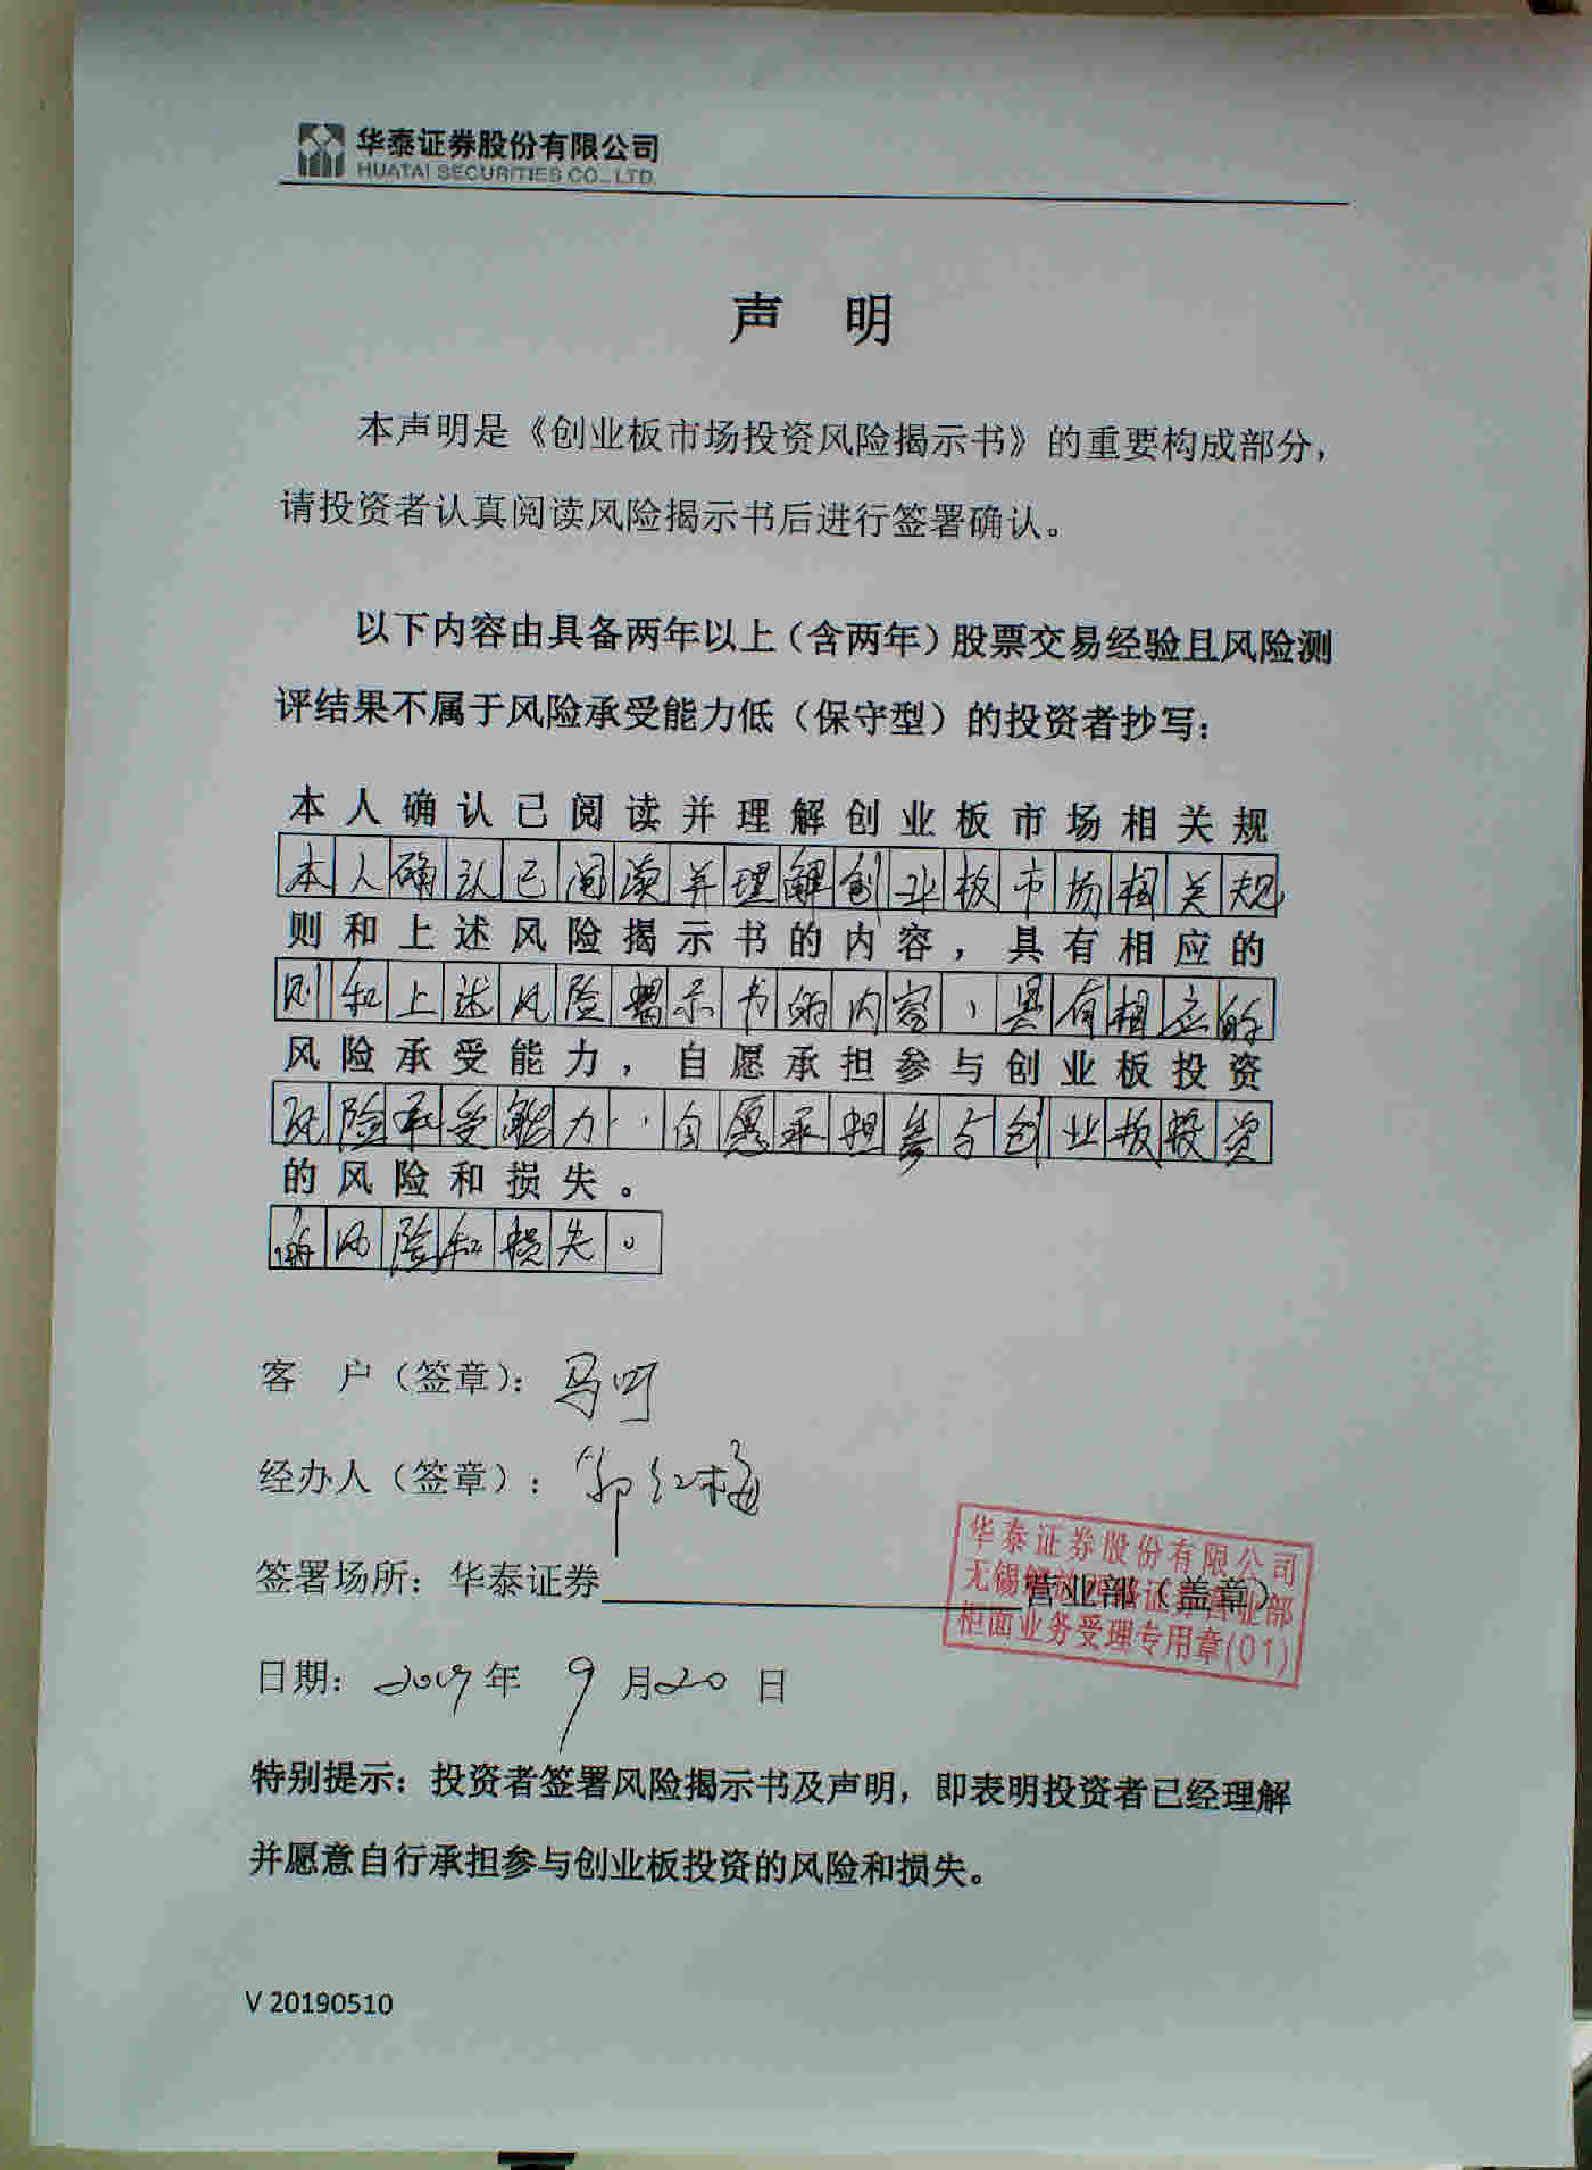 华泰证券股份有限公司
HUATAI SECURITIES CO., LTD.
声 明
本声明是《创业板市场投资风险揭示书》的重要构成部分，
请投资者认真阅读风险揭示书后进行签署确认。
以下内容由具备两年以上（含两年）股票交易经验且风险测
评结果不属于风险承受能力低（保守型）的投资者抄写：
本人确认已阅读并理解创业板市场相关规
本人确认已阅读并理解创业板市场相关规
则和上述风险揭示书的内容，具有相应的
则和上述风险揭示书的内容，具有相应的
风险承受能力，自愿承担参与创业板投资
风险承受能力，自愿承担参与创业板投资
的风险和损失。
的风险和损失。
客 户（签章）：马
经办人（签章）：郭红梅
签署场所：华泰证券 营业部（盖章）
华泰证券股份有限公司
无锡 证券营业部
柜面业务受理专用章(01)
日期：2019年 9 月20 日
特别提示：投资者签署风险揭示书及声明，即表明投资者已经理解
并愿意自行承担参与创业板投资的风险和损失。
V 20190510